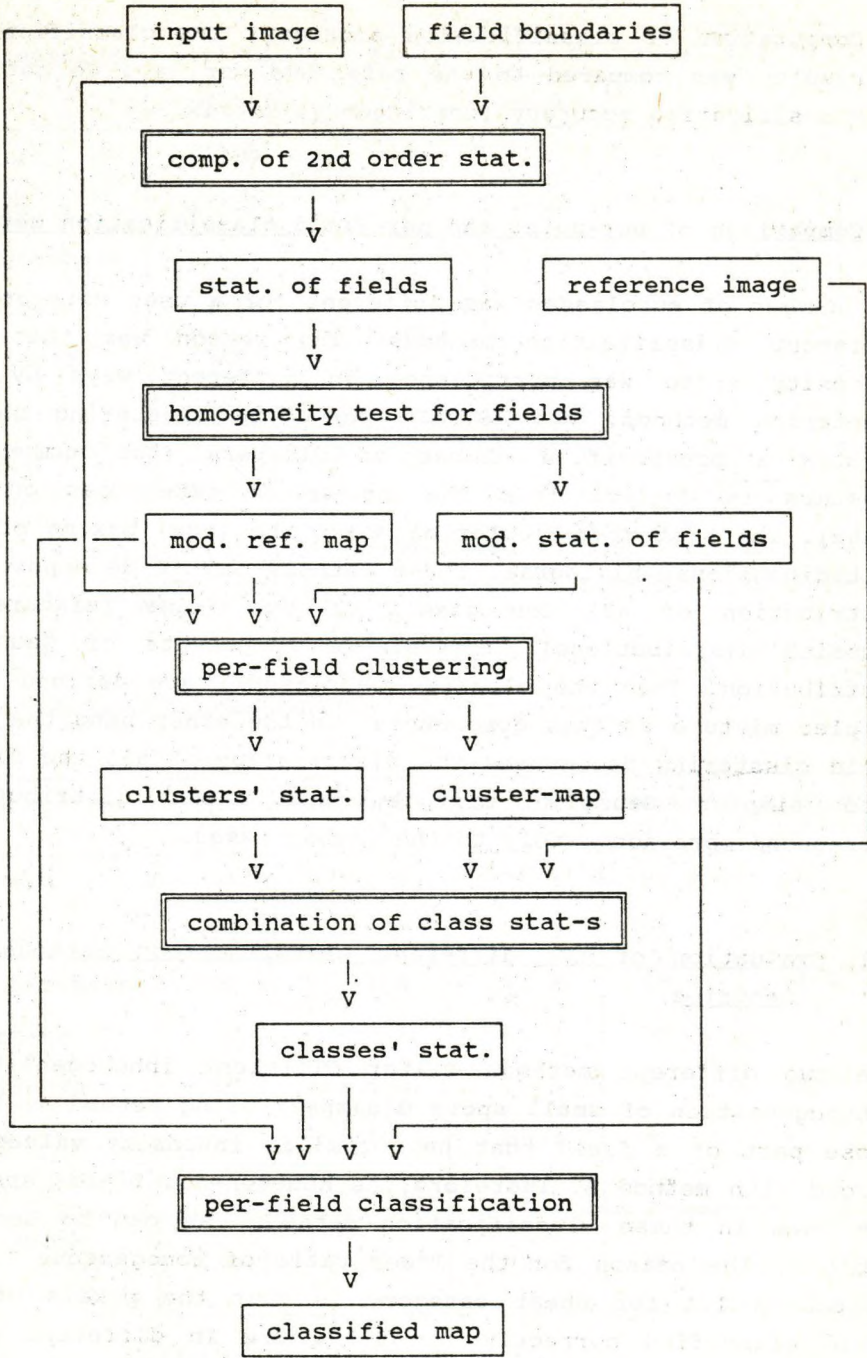 input image
field boundaries
comp. of 2nd order stat.
stat. of fields
reference image
homogeneity test for fields
mod. ref. map
mod. stat. of fields
per-field clustering
clusters' stat.
cluster-map
combination of class stat-s
classes' stat.
per-field classification
classified map